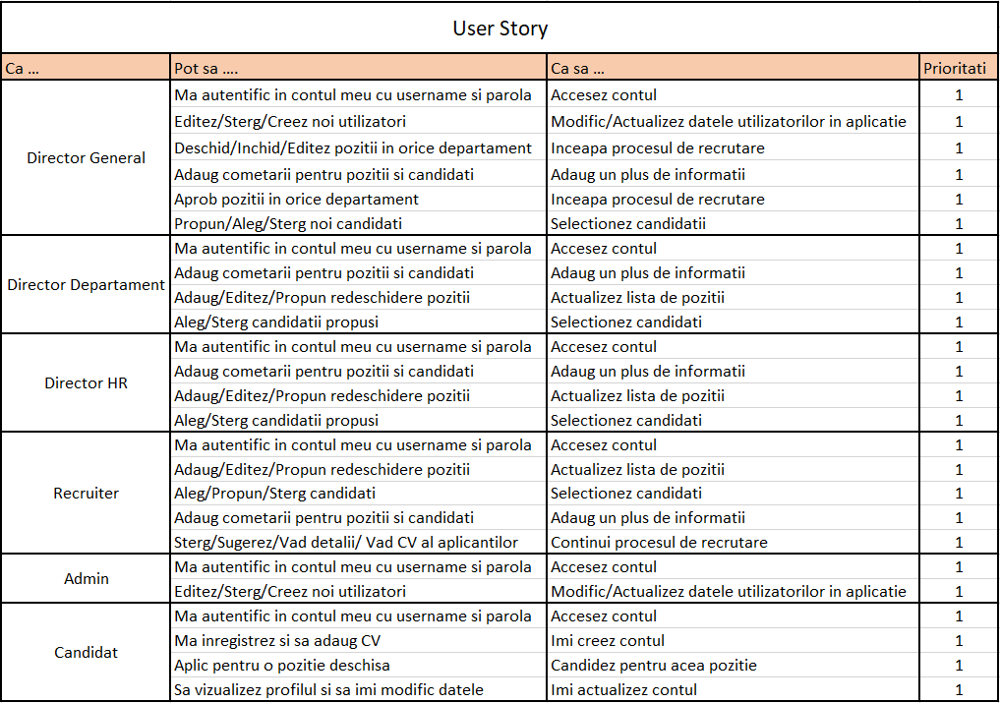 User Story
Ca ... Pot sa .... Ca sa ... Prioritati
Director General
Ma autentific in contul meu cu username si parola Accesez contul 1
Editez/Sterg/Creez noi utilizatori Modific/Actualizez datele utilizatorilor in aplicatie 1
Deschid/Inchid/Editez pozitii in orice departament Inceapa procesul de recrutare 1
Adaug cometarii pentru pozitii si candidati Adaug un plus de informatii 1
Aprob pozitii in orice departament Inceapa procesul de recrutare 1
Propun/Aleg/Sterg noi candidati Selectionez candidatii 1
Director Departament
Ma autentific in contul meu cu username si parola Accesez contul 1
Adaug cometarii pentru pozitii si candidati Adaug un plus de informatii 1
Adaug/Editez/Propun redeschidere pozitii Actualizez lista de pozitii 1
Aleg/Sterg candidatii propusi Selectionez candidati 1
Director HR
Ma autentific in contul meu cu username si parola Accesez contul 1
Adaug cometarii pentru pozitii si candidati Adaug un plus de informatii 1
Adaug/Editez/Propun redeschidere pozitii Actualizez lista de pozitii 1
Aleg/Sterg candidatii propusi Selectionez candidati 1
Recruiter
Ma autentific in contul meu cu username si parola Accesez contul 1
Adaug/Editez/Propun redeschidere pozitii Actualizez lista de pozitii 1
Aleg/Propun/Sterg candidati Selectionez candidati 1
Adaug cometarii pentru pozitii si candidati Adaug un plus de informatii 1
Sterg/Sugerez/Vad detalii/ Vad CV al aplicantilor Continui procesul de recrutare 1
Admin
Ma autentific in contul meu cu username si parola Accesez contul 1
Editez/Sterg/Creez noi utilizatori Modific/Actualizez datele utilizatorilor in aplicatie 1
Candidat
Ma autentific in contul meu cu username si parola Accesez contul 1
Ma inregistrez si sa adaug CV Imi creez contul 1
Aplic pentru o pozitie deschisa Candidez pentru acea pozitie 1
Sa vizualizez profilul si sa imi modific datele Imi actualizez contul 1